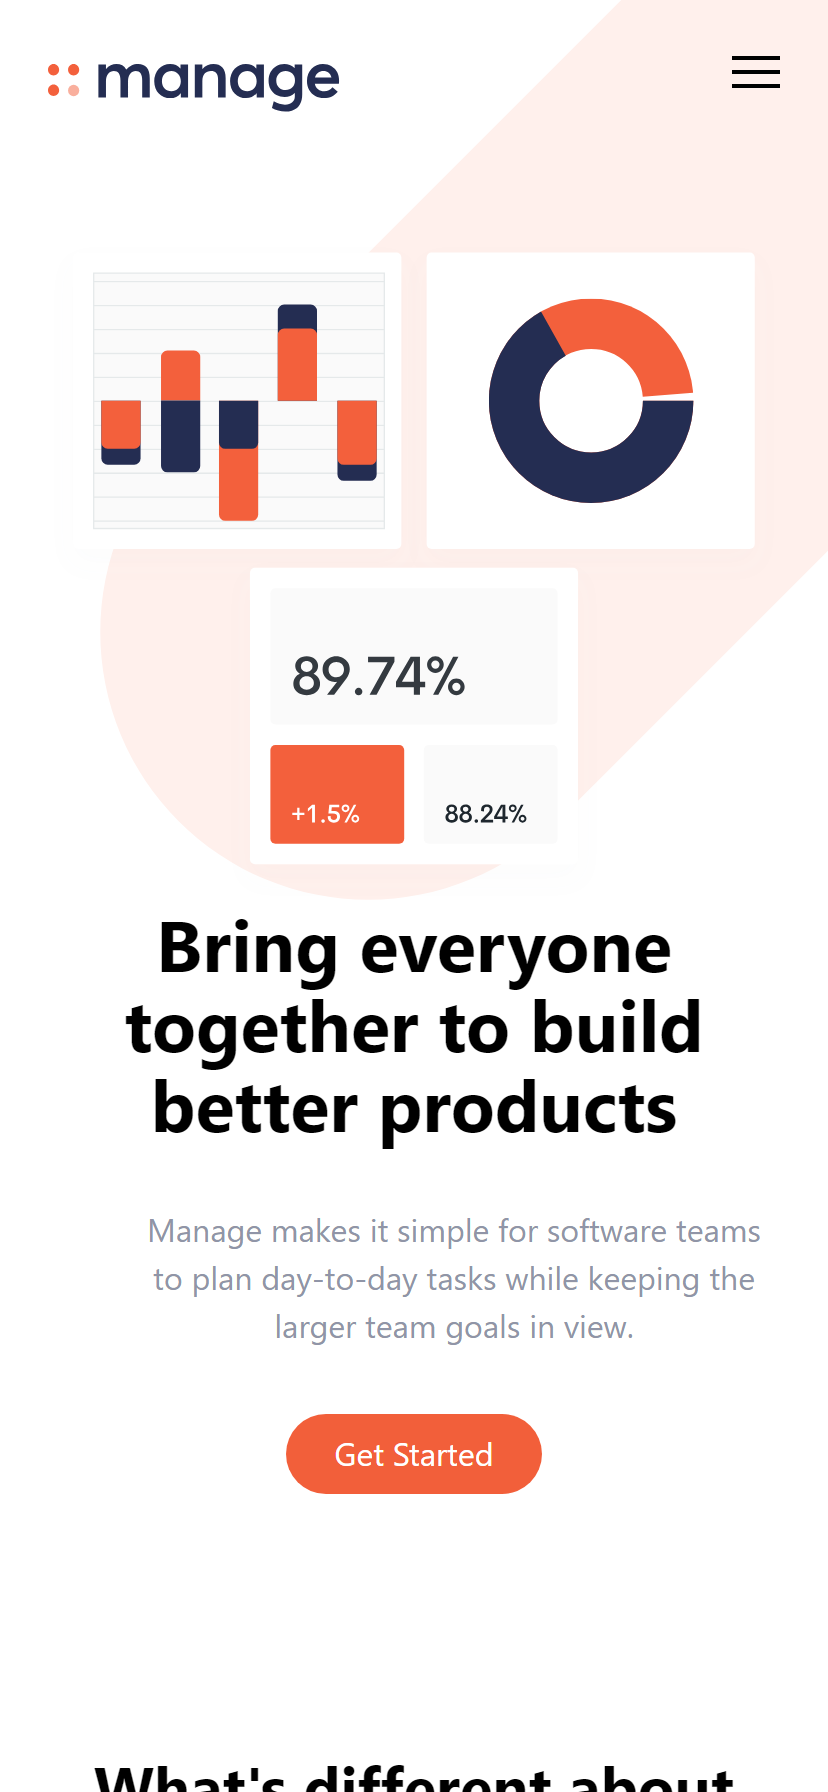 manage
89.74%
+1.5%
88.24%
Bring everyone
together to build
better products
Manage makes it simple for software teams
to plan day-to-day tasks while keeping the
larger team goals in view.
Get Started
What's different about